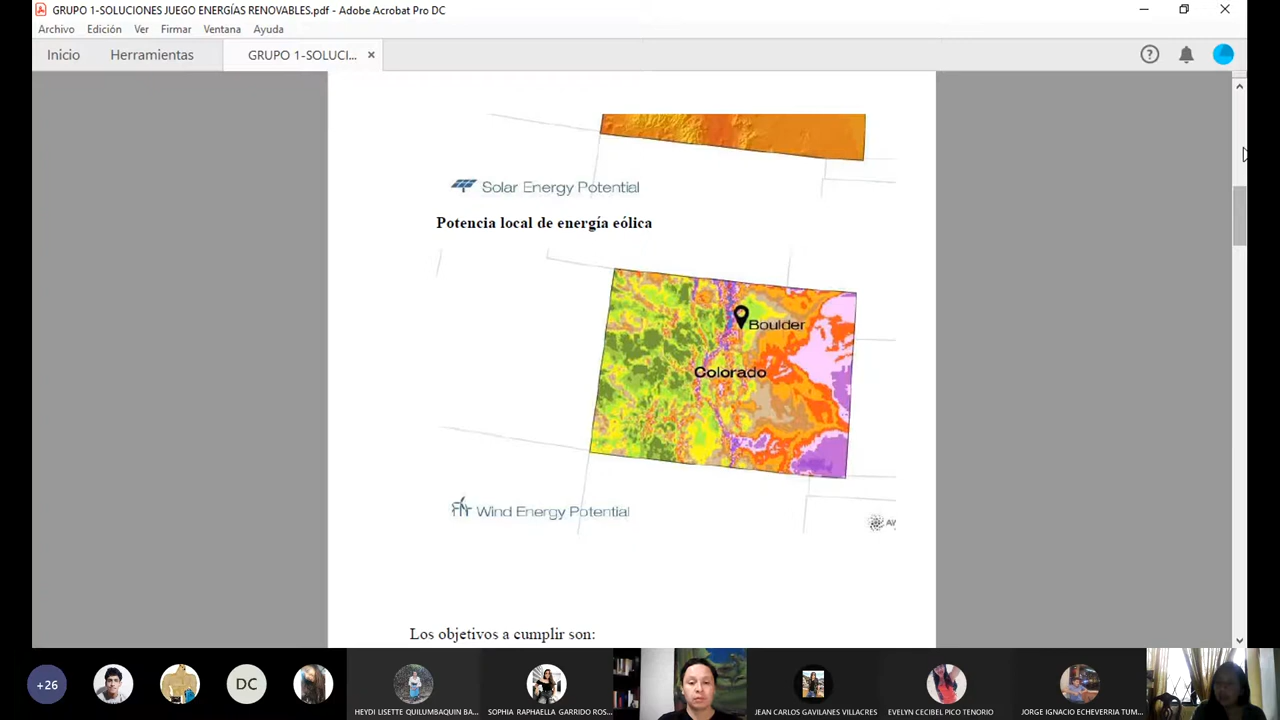 GRUPO 1-SOLUCIONES JUEGO ENERGÍAS RENOVABLES.pdf - Adobe Acrobat Pro DC
Archivo Edición Ver Firmar Ventana Ayuda
Inicio Herramientas GRUPO 1-SOLUCI...
Solar Energy Potential
Potencia local de energía eólica
Boulder
Colorado
Wind Energy Potential
Los objetivos a cumplir son:
+26 DC
HEYDI LISETTE QUILUMBAQUIN BA... SOPHIA RAPHAELLA GARRIDO ROS... JEAN CARLOS GAVILANES VILLACRES EVELYN CECIBEL PICO TENORIO JORGE IGNACIO ECHEVERRIA TUM...